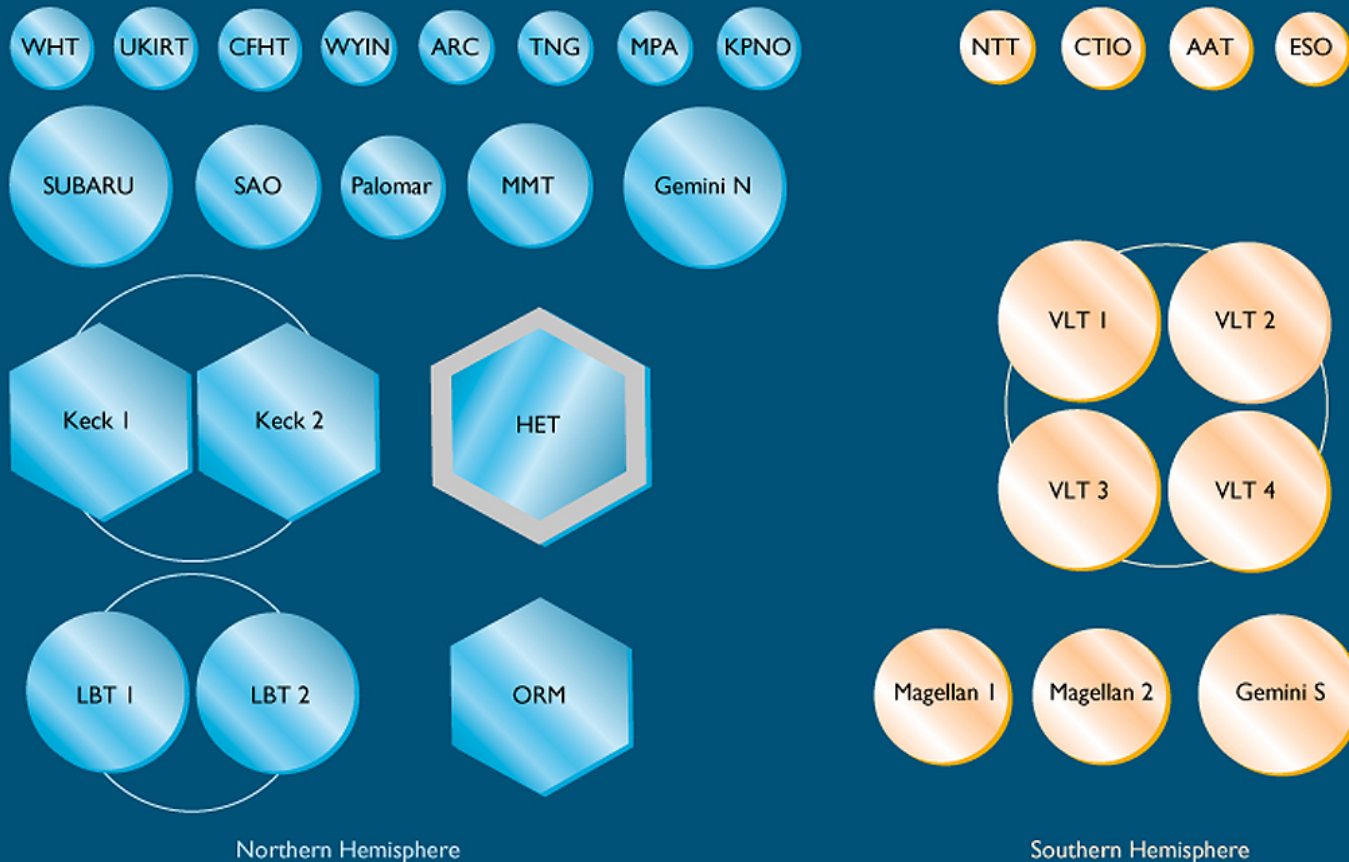 WHT UKIRT CFHT WYIN ARC TNG MPA KPNO
NTT CTIO AAT ESO
SUBARU SAO Palomar MMT Gemini N
VLT 1 VLT 2
Keck 1 Keck 2 HET
VLT 3 VLT 4
LBT 1 LBT 2 ORM
Magellan 1 Magellan 2 Gemini S
Northern Hemisphere
Southern Hemisphere